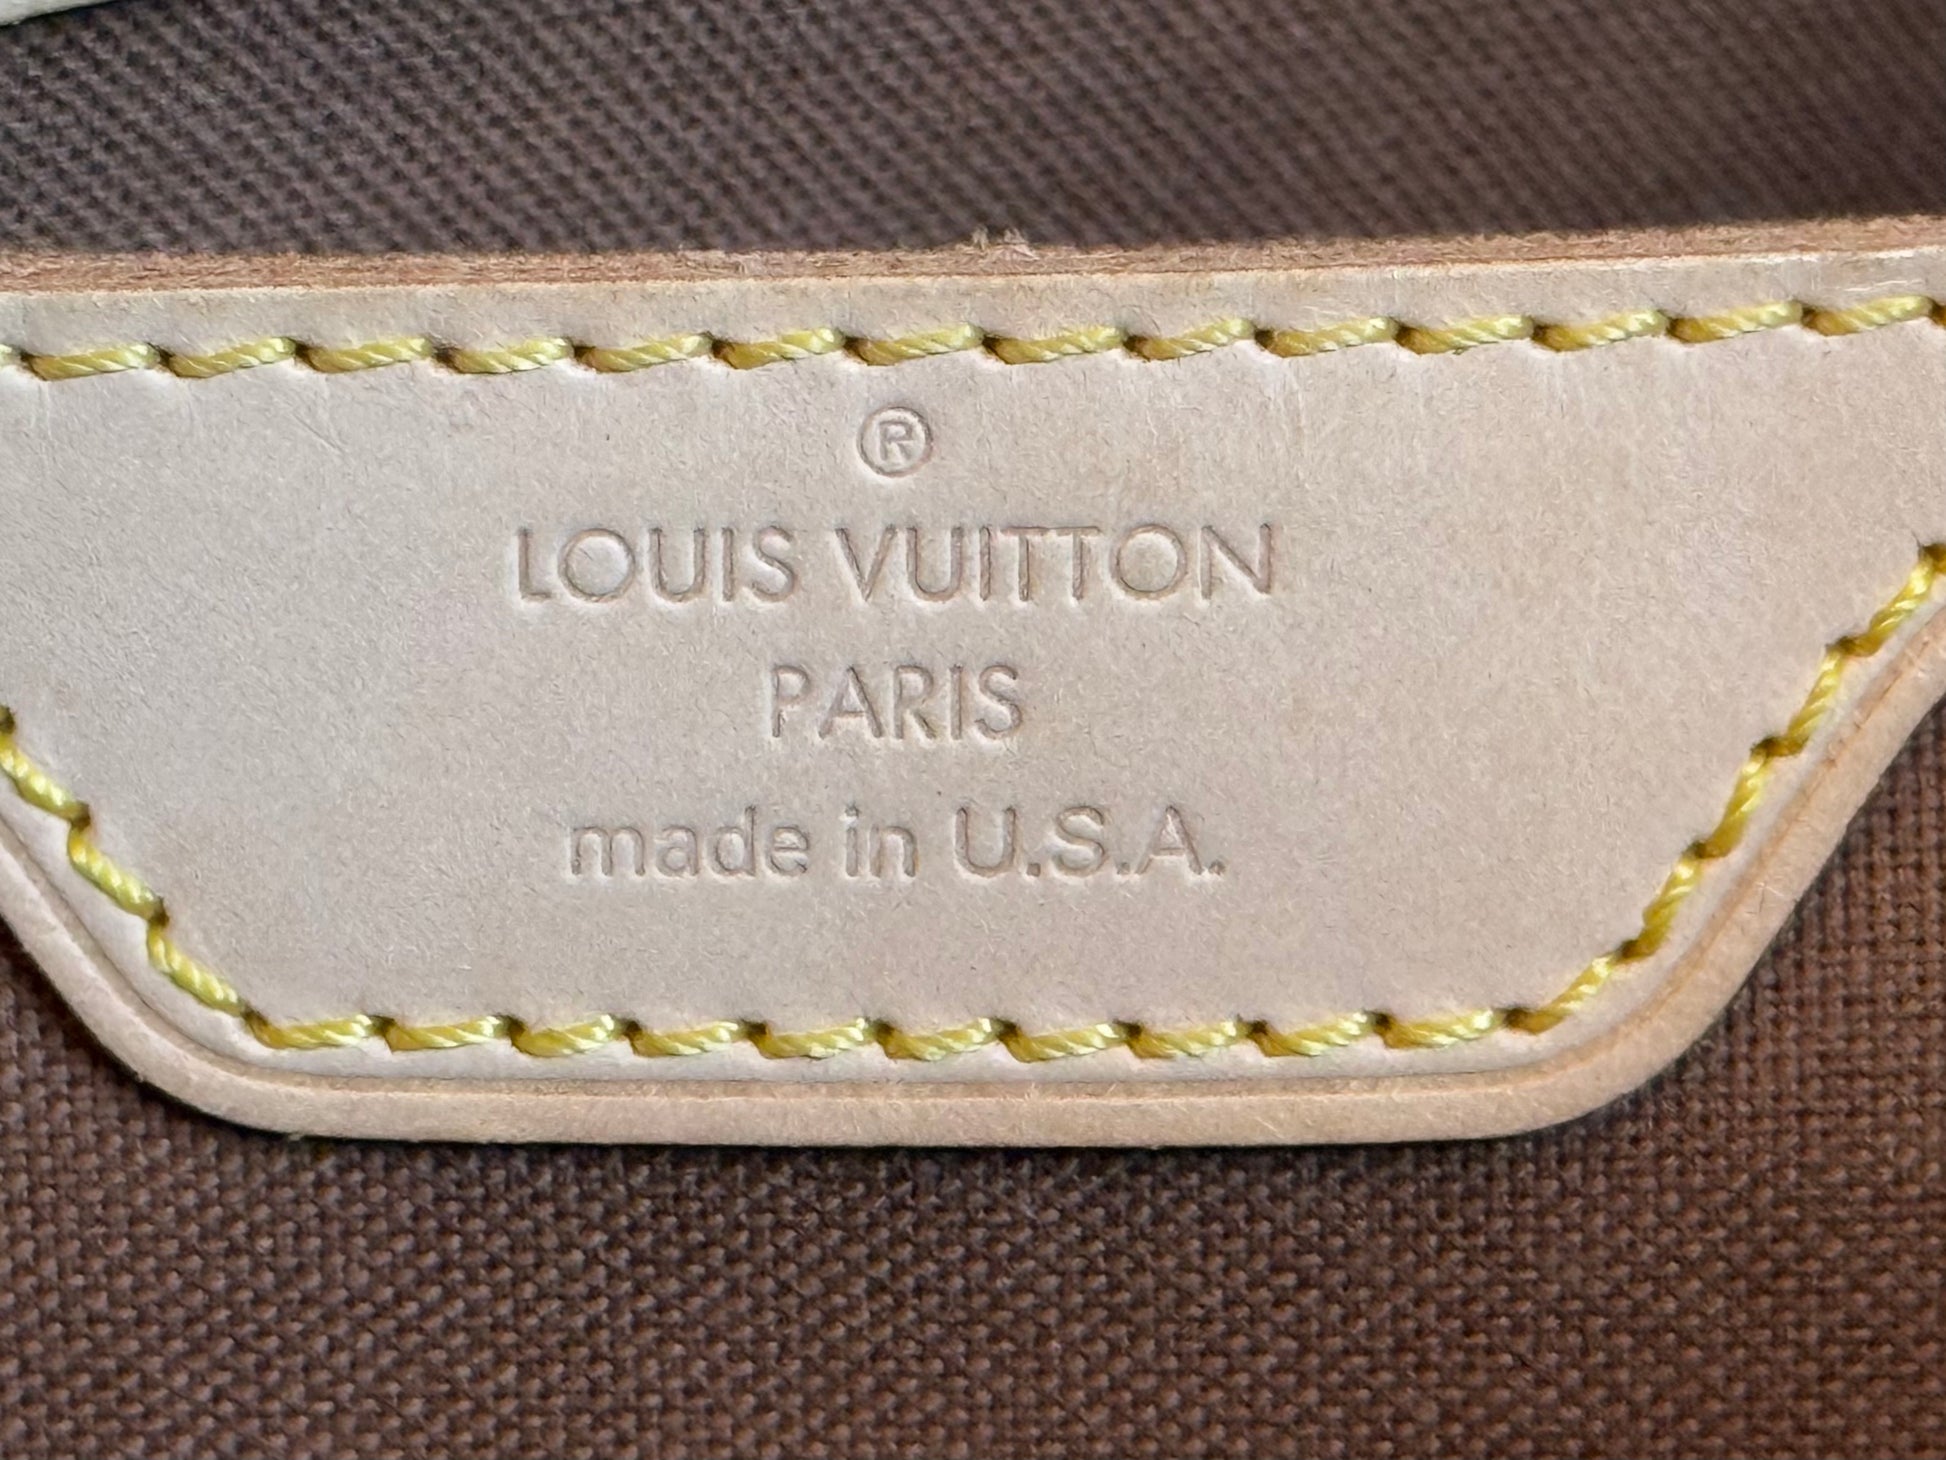 ®
LOUIS VUITTON
PARIS
made in U.S.A.